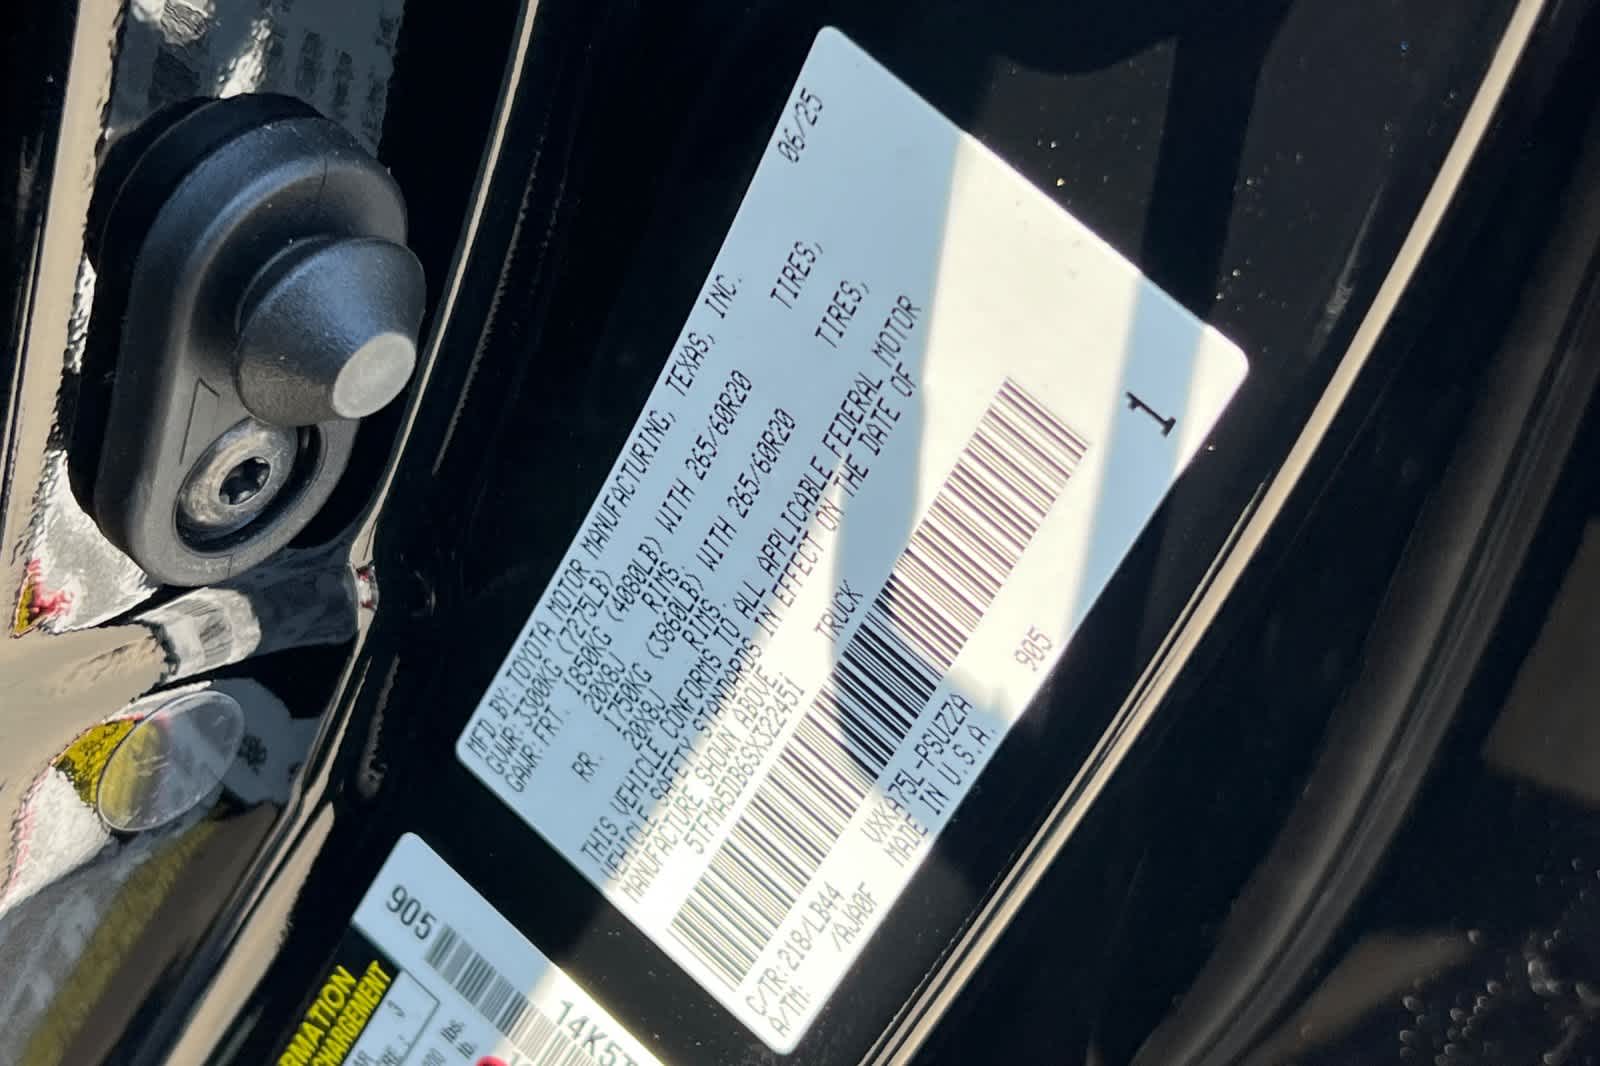 MFD. BY: TOYOTA MOTOR MANUFACTURING, TEXAS, INC. 06/25
GVWR: 3300KG (7275LB)
GAWR: FRT. 1850KG (4080LB) WITH 265/60R20 TIRES,
20X8J RIMS;
RR. 1750KG (3860LB) WITH 265/60R20 TIRES,
20X8J RIMS.
THIS VEHICLE CONFORMS TO ALL APPLICABLE FEDERAL MOTOR
VEHICLE SAFETY STANDARDS IN EFFECT ON THE DATE OF
MANUFACTURE SHOWN ABOVE.
5TFMA5DB6SX322451 TRUCK
1
C/TR: 218/LB44 VXKA75L-PSUZZA 905
A/TM: /AJA0F MADE IN U.S.A.
905
14K5
lbs.
lb.